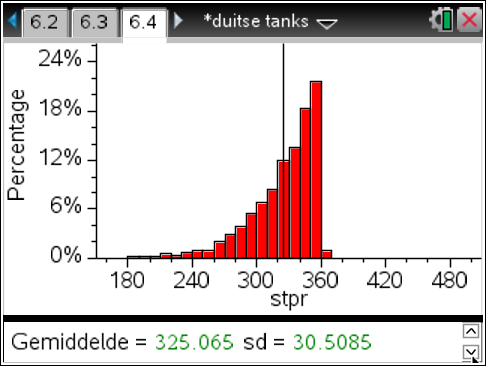 6.2 6.3 6.4 *duitse tanks
24%
18%
12%
6%
0%
Percentage
180 240 300 360 420 480
stpr
Gemiddelde = 325.065 sd = 30.5085